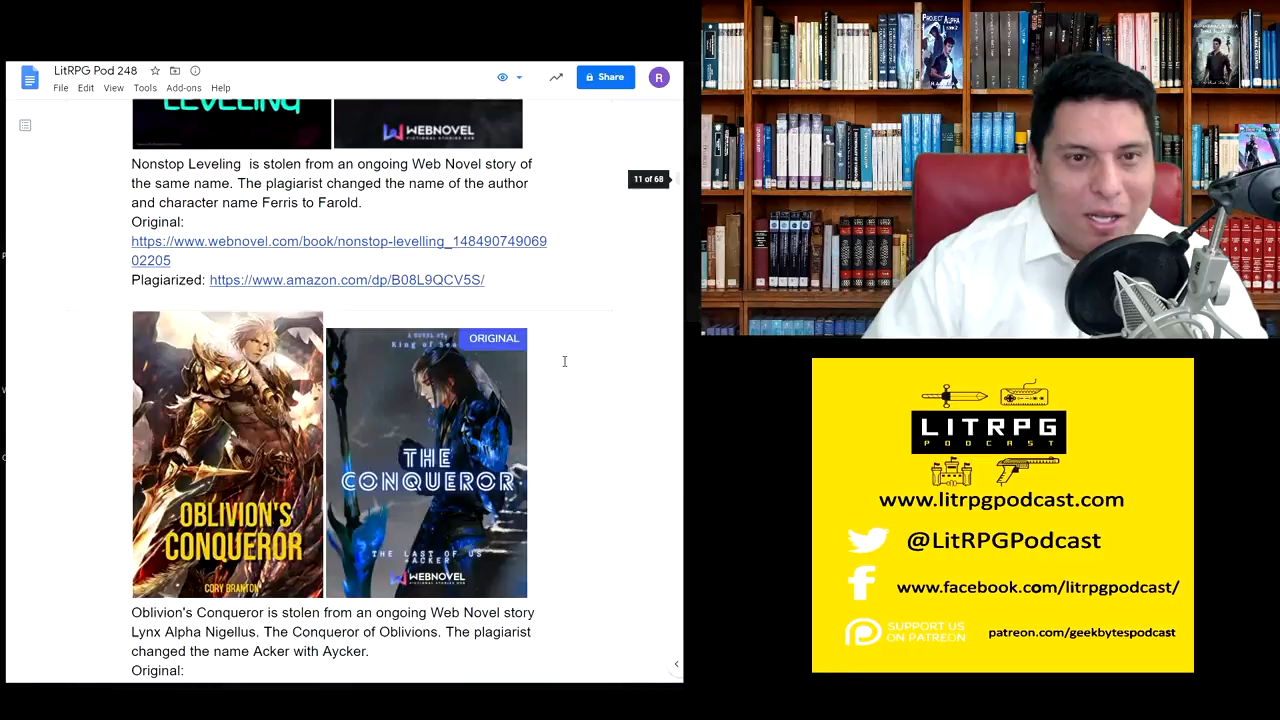 LitRPG Pod 248
Share
R
File Edit View Tools Add-ons Help
LEVELING
WEBNOVEL
Nonstop Leveling is stolen from an ongoing Web Novel story of
the same name. The plagiarist changed the name of the author
and character name Ferris to Farold.
Original:
https://www.webnovel.com/book/nonstop-levelling_148490749069
02205
Plagiarized: https://www.amazon.com/dp/B08L9QCV5S/
11 of 68
ORIGINAL
King of Sea
THE
CONQUEROR
THE LAST OF US
ACKER
WEBNOVEL
OBLIVION'S
CONQUEROR
CORY BRANTON
Oblivion's Conqueror is stolen from an ongoing Web Novel story
Lynx Alpha Nigellus. The Conqueror of Oblivions. The plagiarist
changed the name Acker with Aycker.
Original:
PROJECT
ALPHA
LITRPG
PODCAST
www.litrpgpodcast.com
@LitRPGPodcast
www.facebook.com/litrpgpodcast/
SUPPORT US
ON PATREON
patreon.com/geekbytespodcast